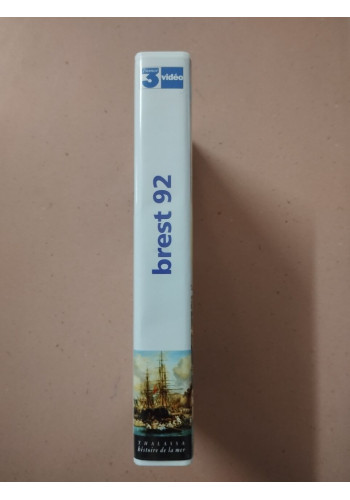 3 vidéo
brest 92
THALASSA
histoire de la mer